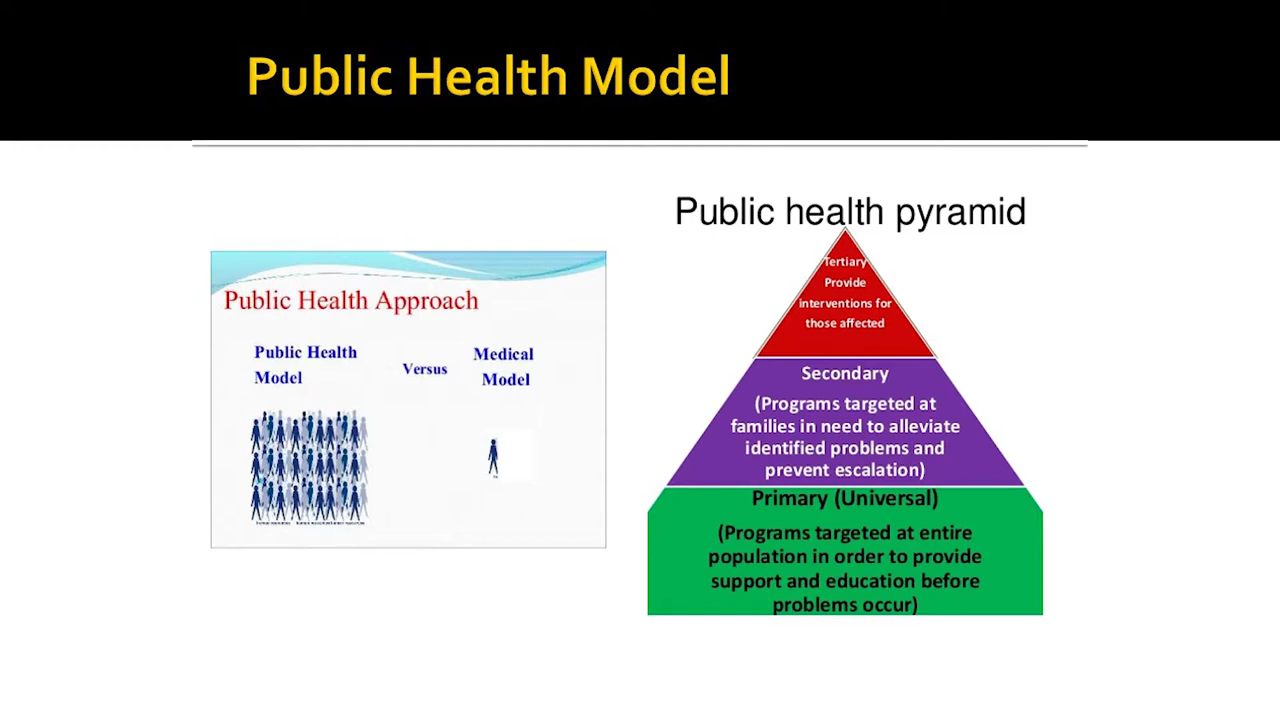 Public Health Model
Public Health Approach
Public Health
Model
Versus
Medical
Model
Public health pyramid
Tertiary
Provide
interventions for
those affected
Secondary
(Programs targeted at
families in need to alleviate
identified problems and
prevent escalation)
Primary (Universal)
(Programs targeted at entire
population in order to provide
support and education before
problems occur)